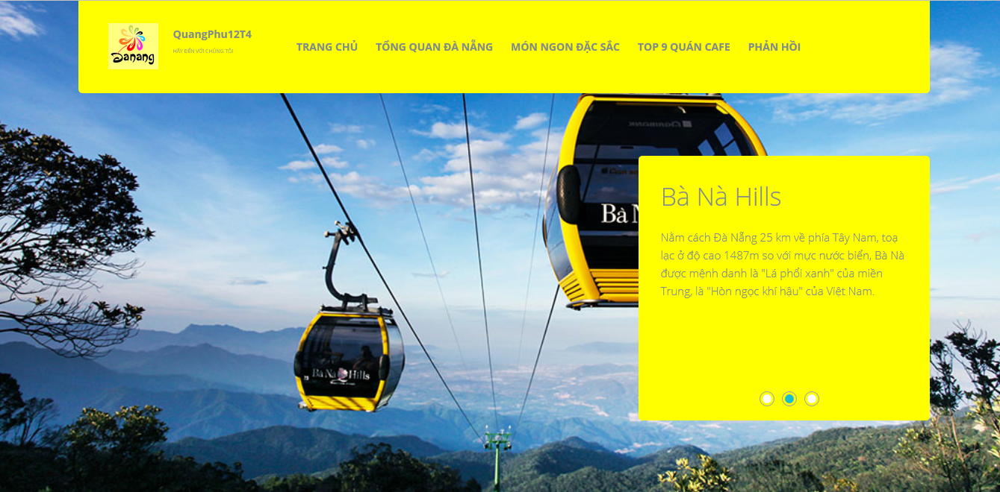 Danang
QuangPhu12T4
HÃY ĐẾN VỚI CHÚNG TÔI
TRANG CHỦ
TỔNG QUAN ĐÀ NẴNG
MÓN NGON ĐẶC SẮC
TOP 9 QUÁN CAFE
PHẢN HỒI
Bà N
Bà Nà Hills
Nằm cách Đà Nẵng 25 km về phía Tây Nam, toạ
lạc ở độ cao 1487m so với mực nước biển, Bà Nà
được mệnh danh là "Lá phổi xanh" của miền
Trung, là "Hòn ngọc khí hậu" của Việt Nam.
Bà Nà Hills